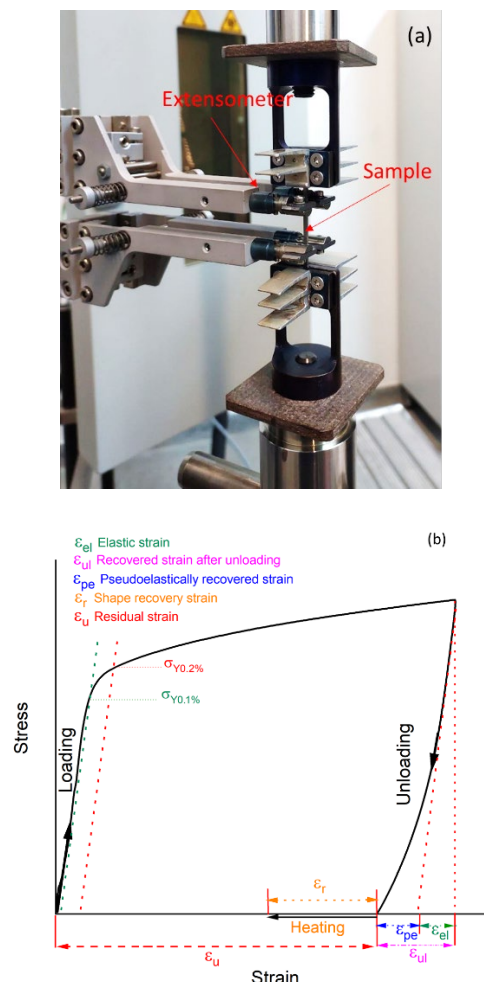 (a)
Extensometer
Sample
(b)
εel Elastic strain
εul Recovered strain after unloading
εpe Pseudoelastically recovered strain
εr Shape recovery strain
εu Residual strain
σY0.2%
σY0.1%
Stress
Loading
Unloading
εr
Heating
εu
εpe
εel
εul
Strain